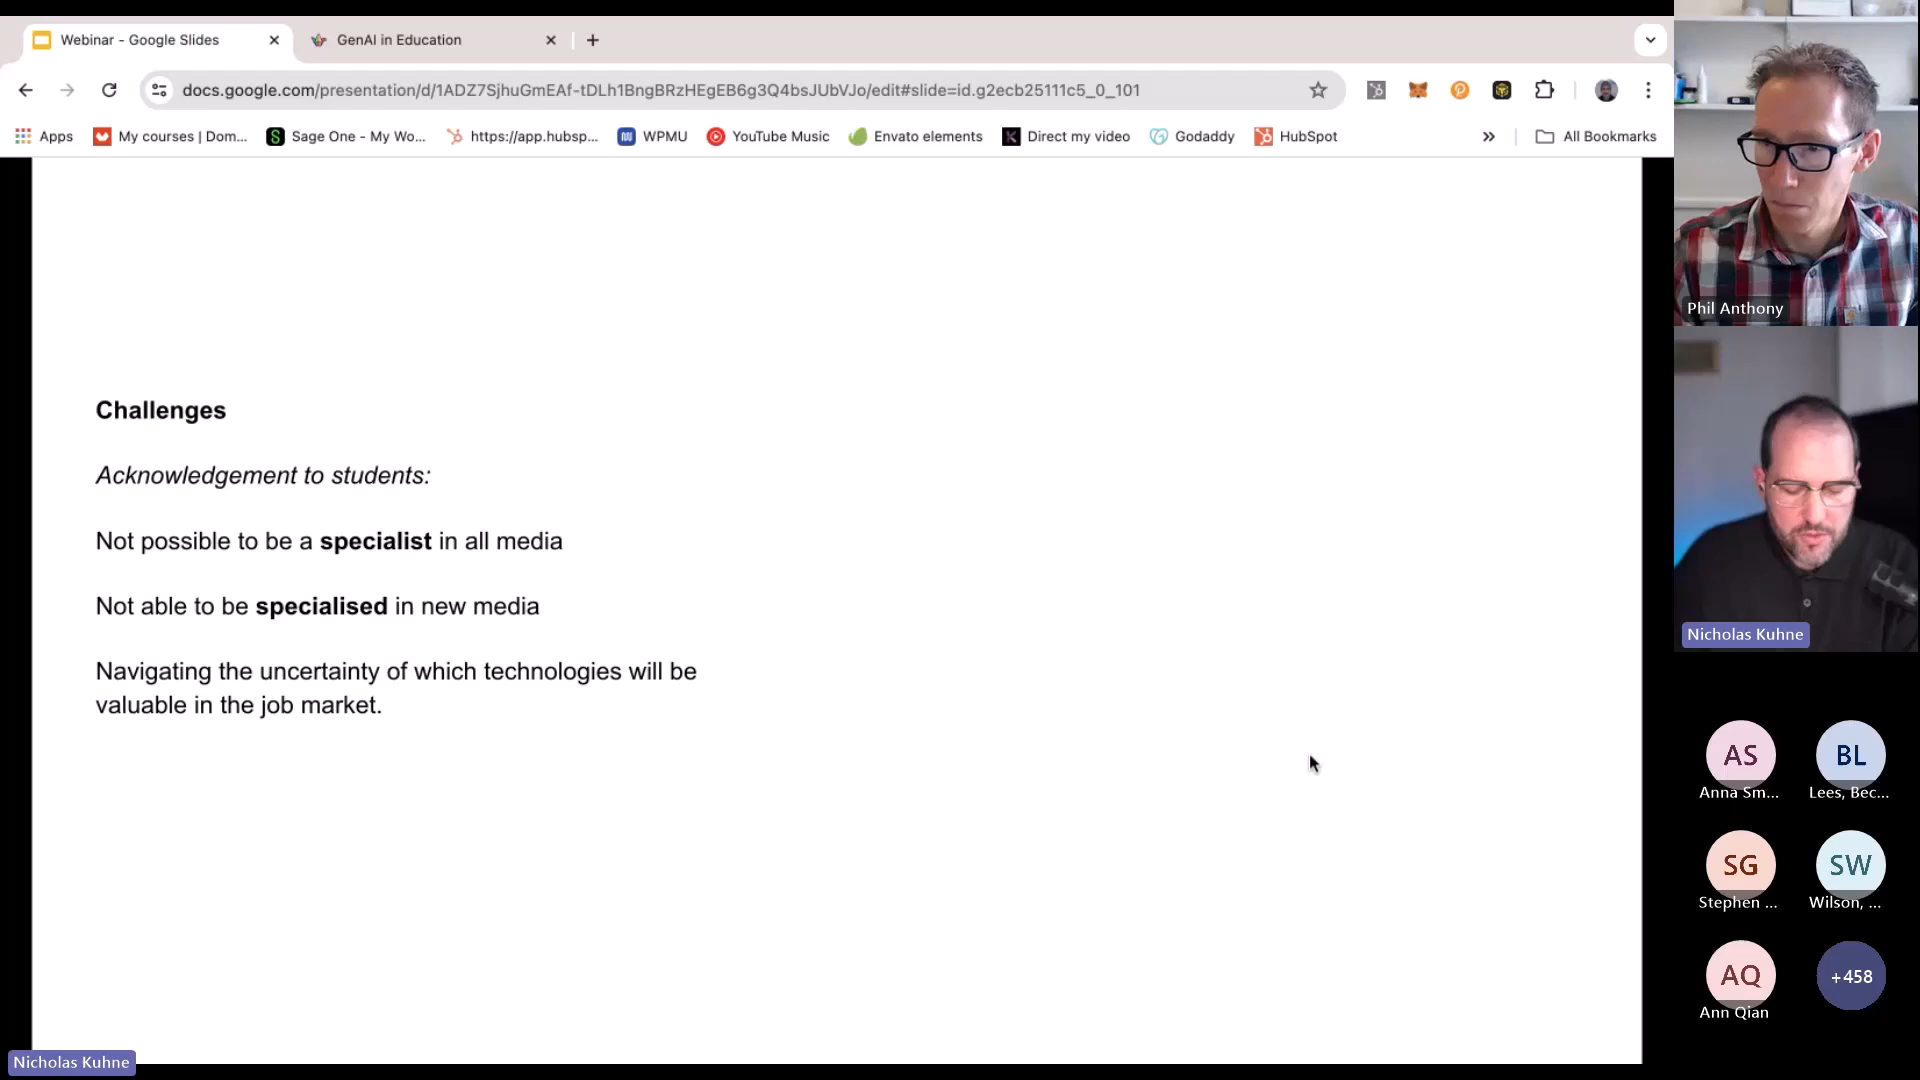 Webinar - Google Slides
GenAI in Education
docs.google.com/presentation/d/1ADZ7SjhuGmEAf-tDLh1BngBRzHEgEB6g3Q4bsJUbVJo/edit#slide=id.g2ecb25111c5_0_101
Apps
My courses | Dom...
Sage One - My Wo...
https://app.hubsp...
WPMU
YouTube Music
Envato elements
Direct my video
Godaddy
HubSpot
All Bookmarks
Challenges
Acknowledgement to students:
Not possible to be a specialist in all media
Not able to be specialised in new media
Navigating the uncertainty of which technologies will be
valuable in the job market.
Phil Anthony
Nicholas Kuhne
AS
Anna Sm...
BL
Lees, Bec...
SG
Stephen ...
SW
Wilson, ...
AQ
Ann Qian
+458
Nicholas Kuhne